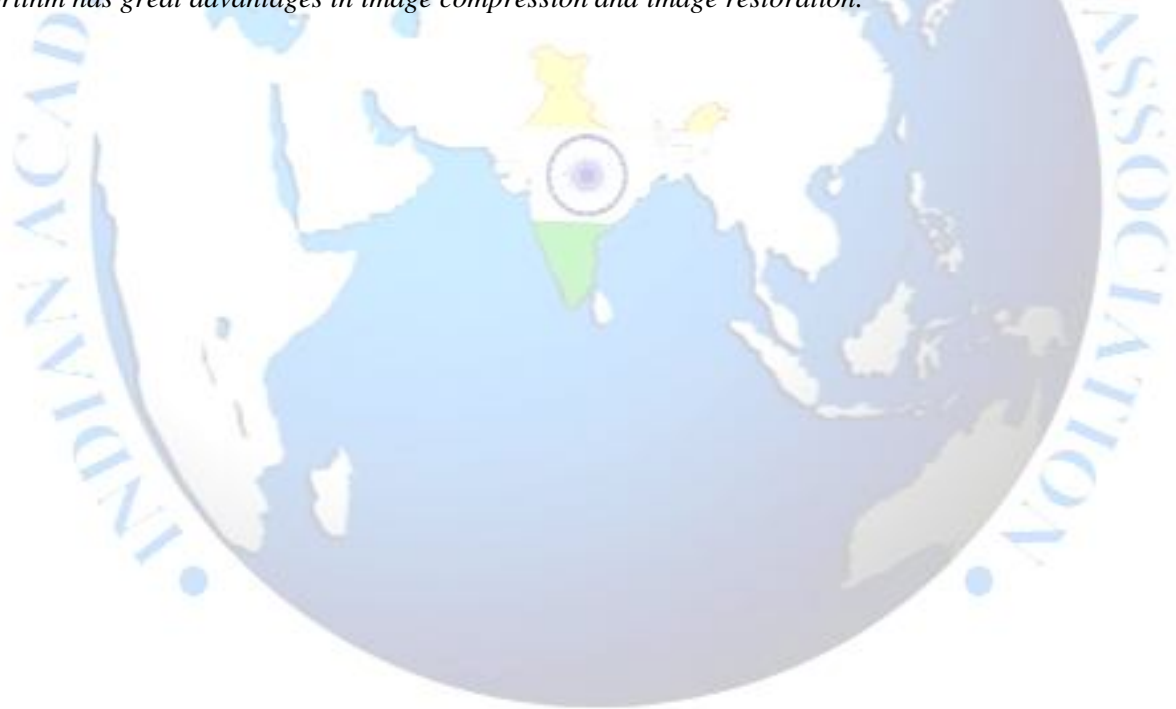 rithm has great advantages in image compression and image restoration.
• INDIAN ACAD
ASSOCIATION •